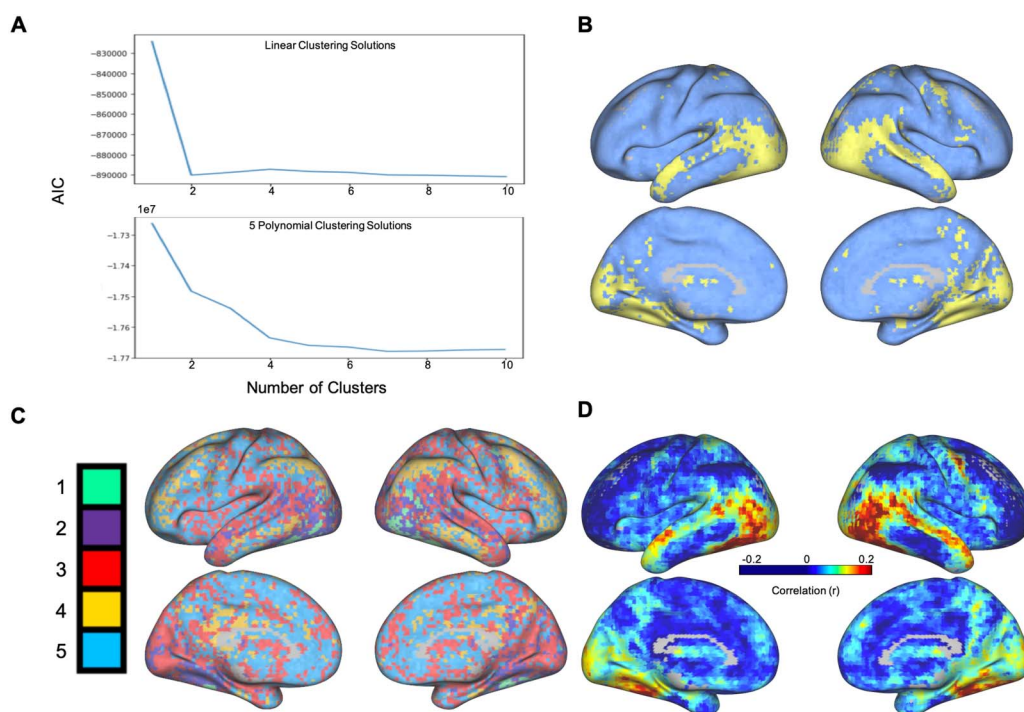 A
Linear Clustering Solutions
−830000
−840000
−850000
−860000
−870000
−880000
−890000
2 4 6 8 10
AIC
1e7
5 Polynomial Clustering Solutions
−1.73
−1.74
−1.75
−1.76
−1.77
2 4 6 8 10
Number of Clusters
B
C
1
2
3
4
5
D
-0.2 0 0.2
Correlation (r)